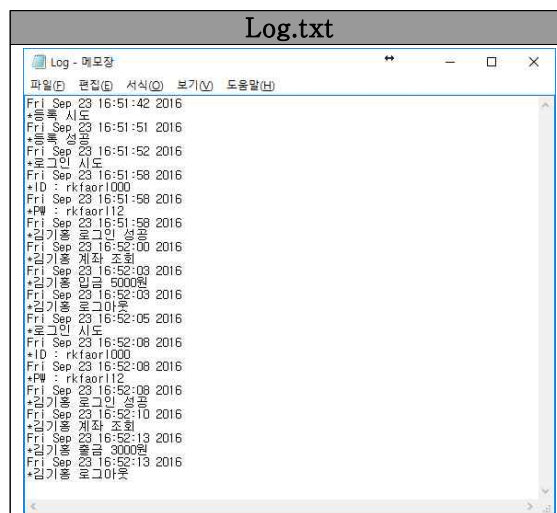 Log.txt
Log - 메모장
파일(F) 편집(E) 서식(O) 보기(V) 도움말(H)
Fri Sep 23 16:51:42 2016
*등록 시도
Fri Sep 23 16:51:51 2016
*등록 성공
Fri Sep 23 16:51:52 2016
*로그인 시도
Fri Sep 23 16:51:58 2016
*ID : rkfaorl000
Fri Sep 23 16:51:58 2016
*PW : rkfaorl12
Fri Sep 23 16:51:58 2016
*김기홍 로그인 성공
Fri Sep 23 16:52:00 2016
*김기홍 계좌 조회
Fri Sep 23 16:52:03 2016
*김기홍 입금 5000원
Fri Sep 23 16:52:03 2016
*김기홍 로그아웃
Fri Sep 23 16:52:05 2016
*로그인 시도
Fri Sep 23 16:52:08 2016
*ID : rkfaorl000
Fri Sep 23 16:52:08 2016
*PW : rkfaorl12
Fri Sep 23 16:52:08 2016
*김기홍 로그인 성공
Fri Sep 23 16:52:10 2016
*김기홍 계좌 조회
Fri Sep 23 16:52:13 2016
*김기홍 출금 3000원
Fri Sep 23 16:52:13 2016
*김기홍 로그아웃